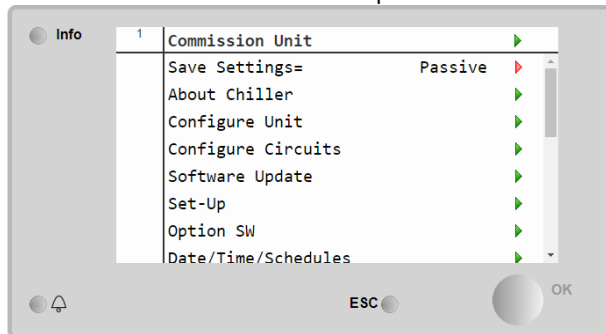 Info
1 Commission Unit
Save Settings= Passive
About Chiller
Configure Unit
Configure Circuits
Software Update
Set-Up
Option SW
Date/Time/Schedules
ESC
OK